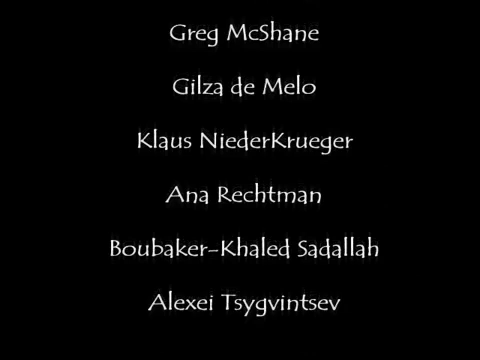 Greg McShane
Gilza de Melo
Klaus NiederKrueger
Ana Rechtman
Boubaker-Khaled Sadallah
Alexei Tsygvintsev